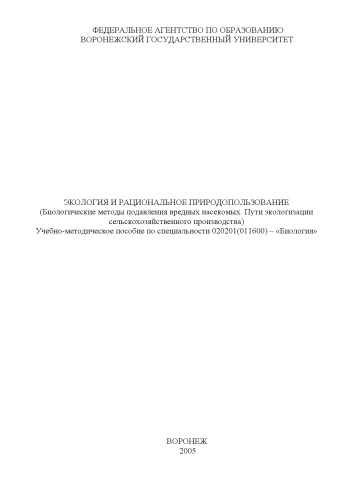 ФЕДЕРАЛЬНОЕ АГЕНТСТВО ПО ОБРАЗОВАНИЮ
ВОРОНЕЖСКИЙ ГОСУДАРСТВЕННЫЙ УНИВЕРСИТЕТ
ЭКОЛОГИЯ И РАЦИОНАЛЬНОЕ ПРИРОДОПОЛЬЗОВАНИЕ
(Биологические методы подавления вредных насекомых. Пути экологизации
сельскохозяйственного производства)
Учебно-методическое пособие по специальности 020201(011600) – «Биология»
ВОРОНЕЖ
2005